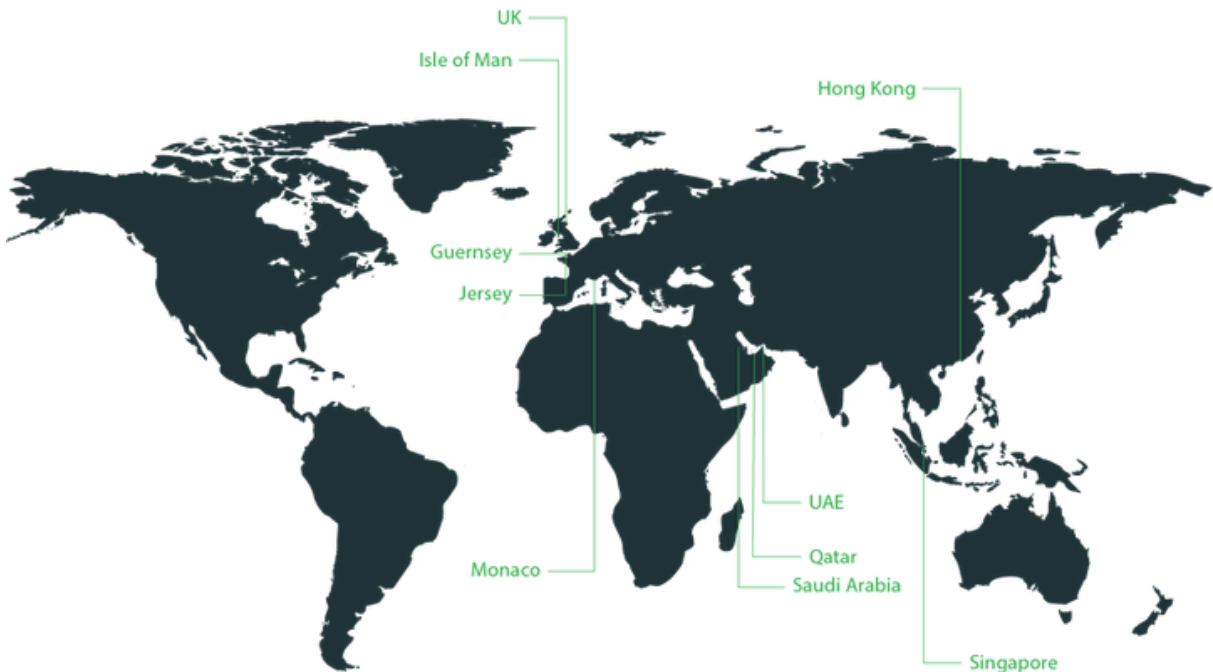 UK
Isle of Man
Hong Kong
Guernsey
Jersey
UAE
Qatar
Monaco
Saudi Arabia
Singapore